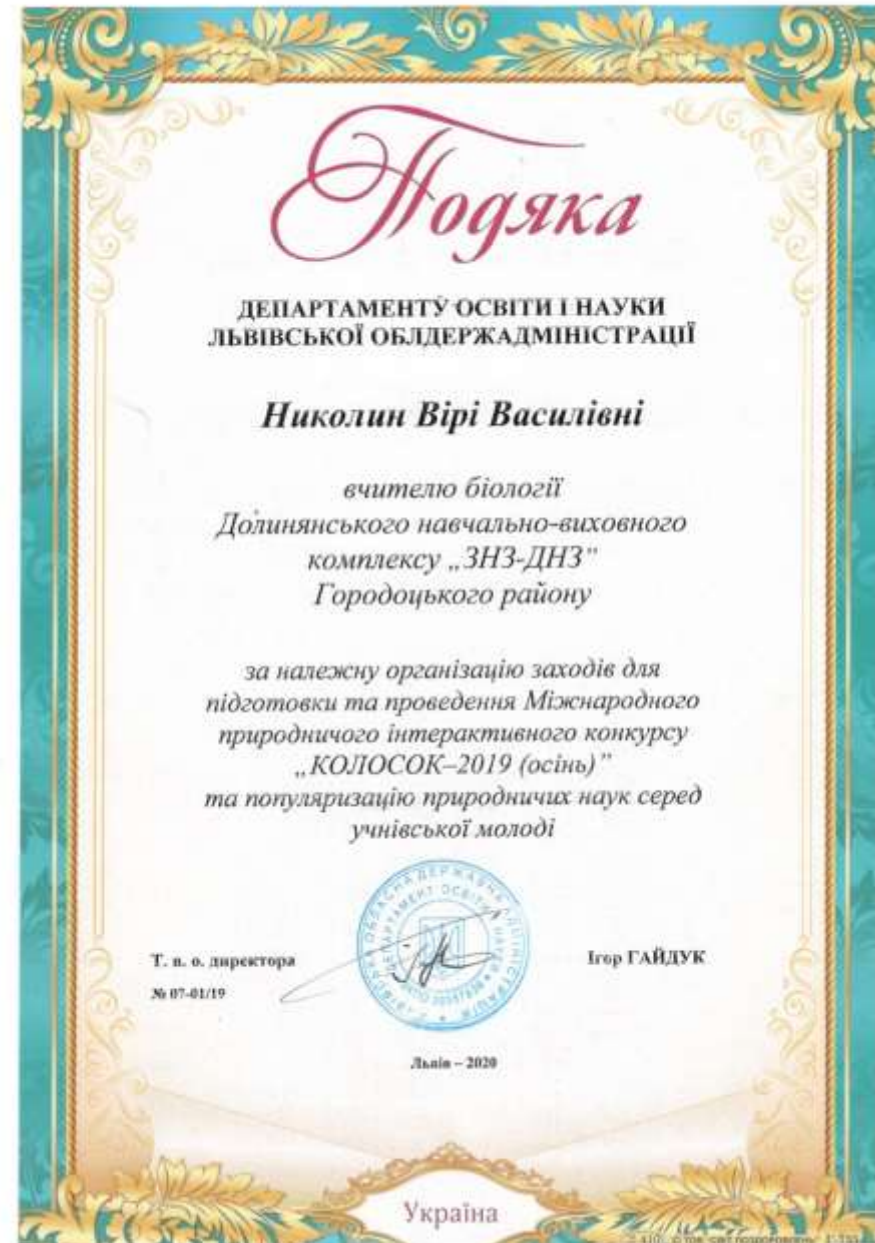 Подяка
ДЕПАРТАМЕНТУ ОСВІТИ І НАУКИ
ЛЬВІВСЬКОЇ ОБЛДЕРЖАДМІНІСТРАЦІЇ
Николин Вірі Василівні
вчителю біології
Долинянського навчально-виховного
комплексу „ЗНЗ-ДНЗ”
Городоцького району
за належну організацію заходів для
підготовки та проведення Міжнародного
природничого інтерактивного конкурсу
„КОЛОСОК–2019 (осінь)”
та популяризацію природничих наук серед
учнівської молоді
Т. в. о. директора
Ігор ГАЙДУК
№ 07-01/19
Львів – 2020
Україна